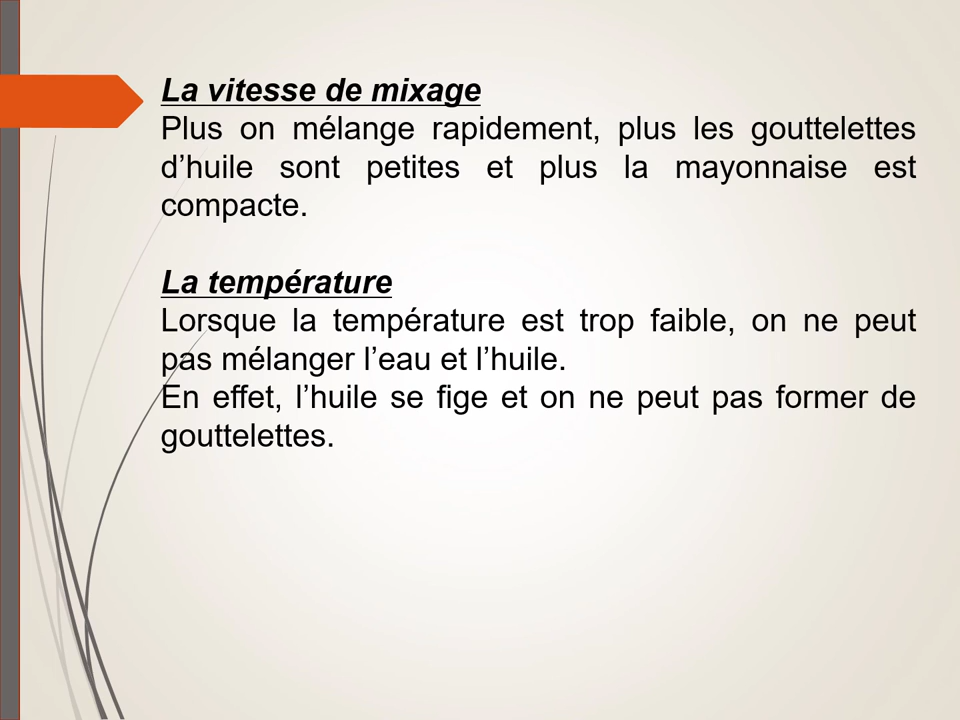 La vitesse de mixage
Plus on mélange rapidement, plus les gouttelettes
d’huile sont petites et plus la mayonnaise est
compacte.
La température
Lorsque la température est trop faible, on ne peut
pas mélanger l’eau et l’huile.
En effet, l’huile se fige et on ne peut pas former de
gouttelettes.